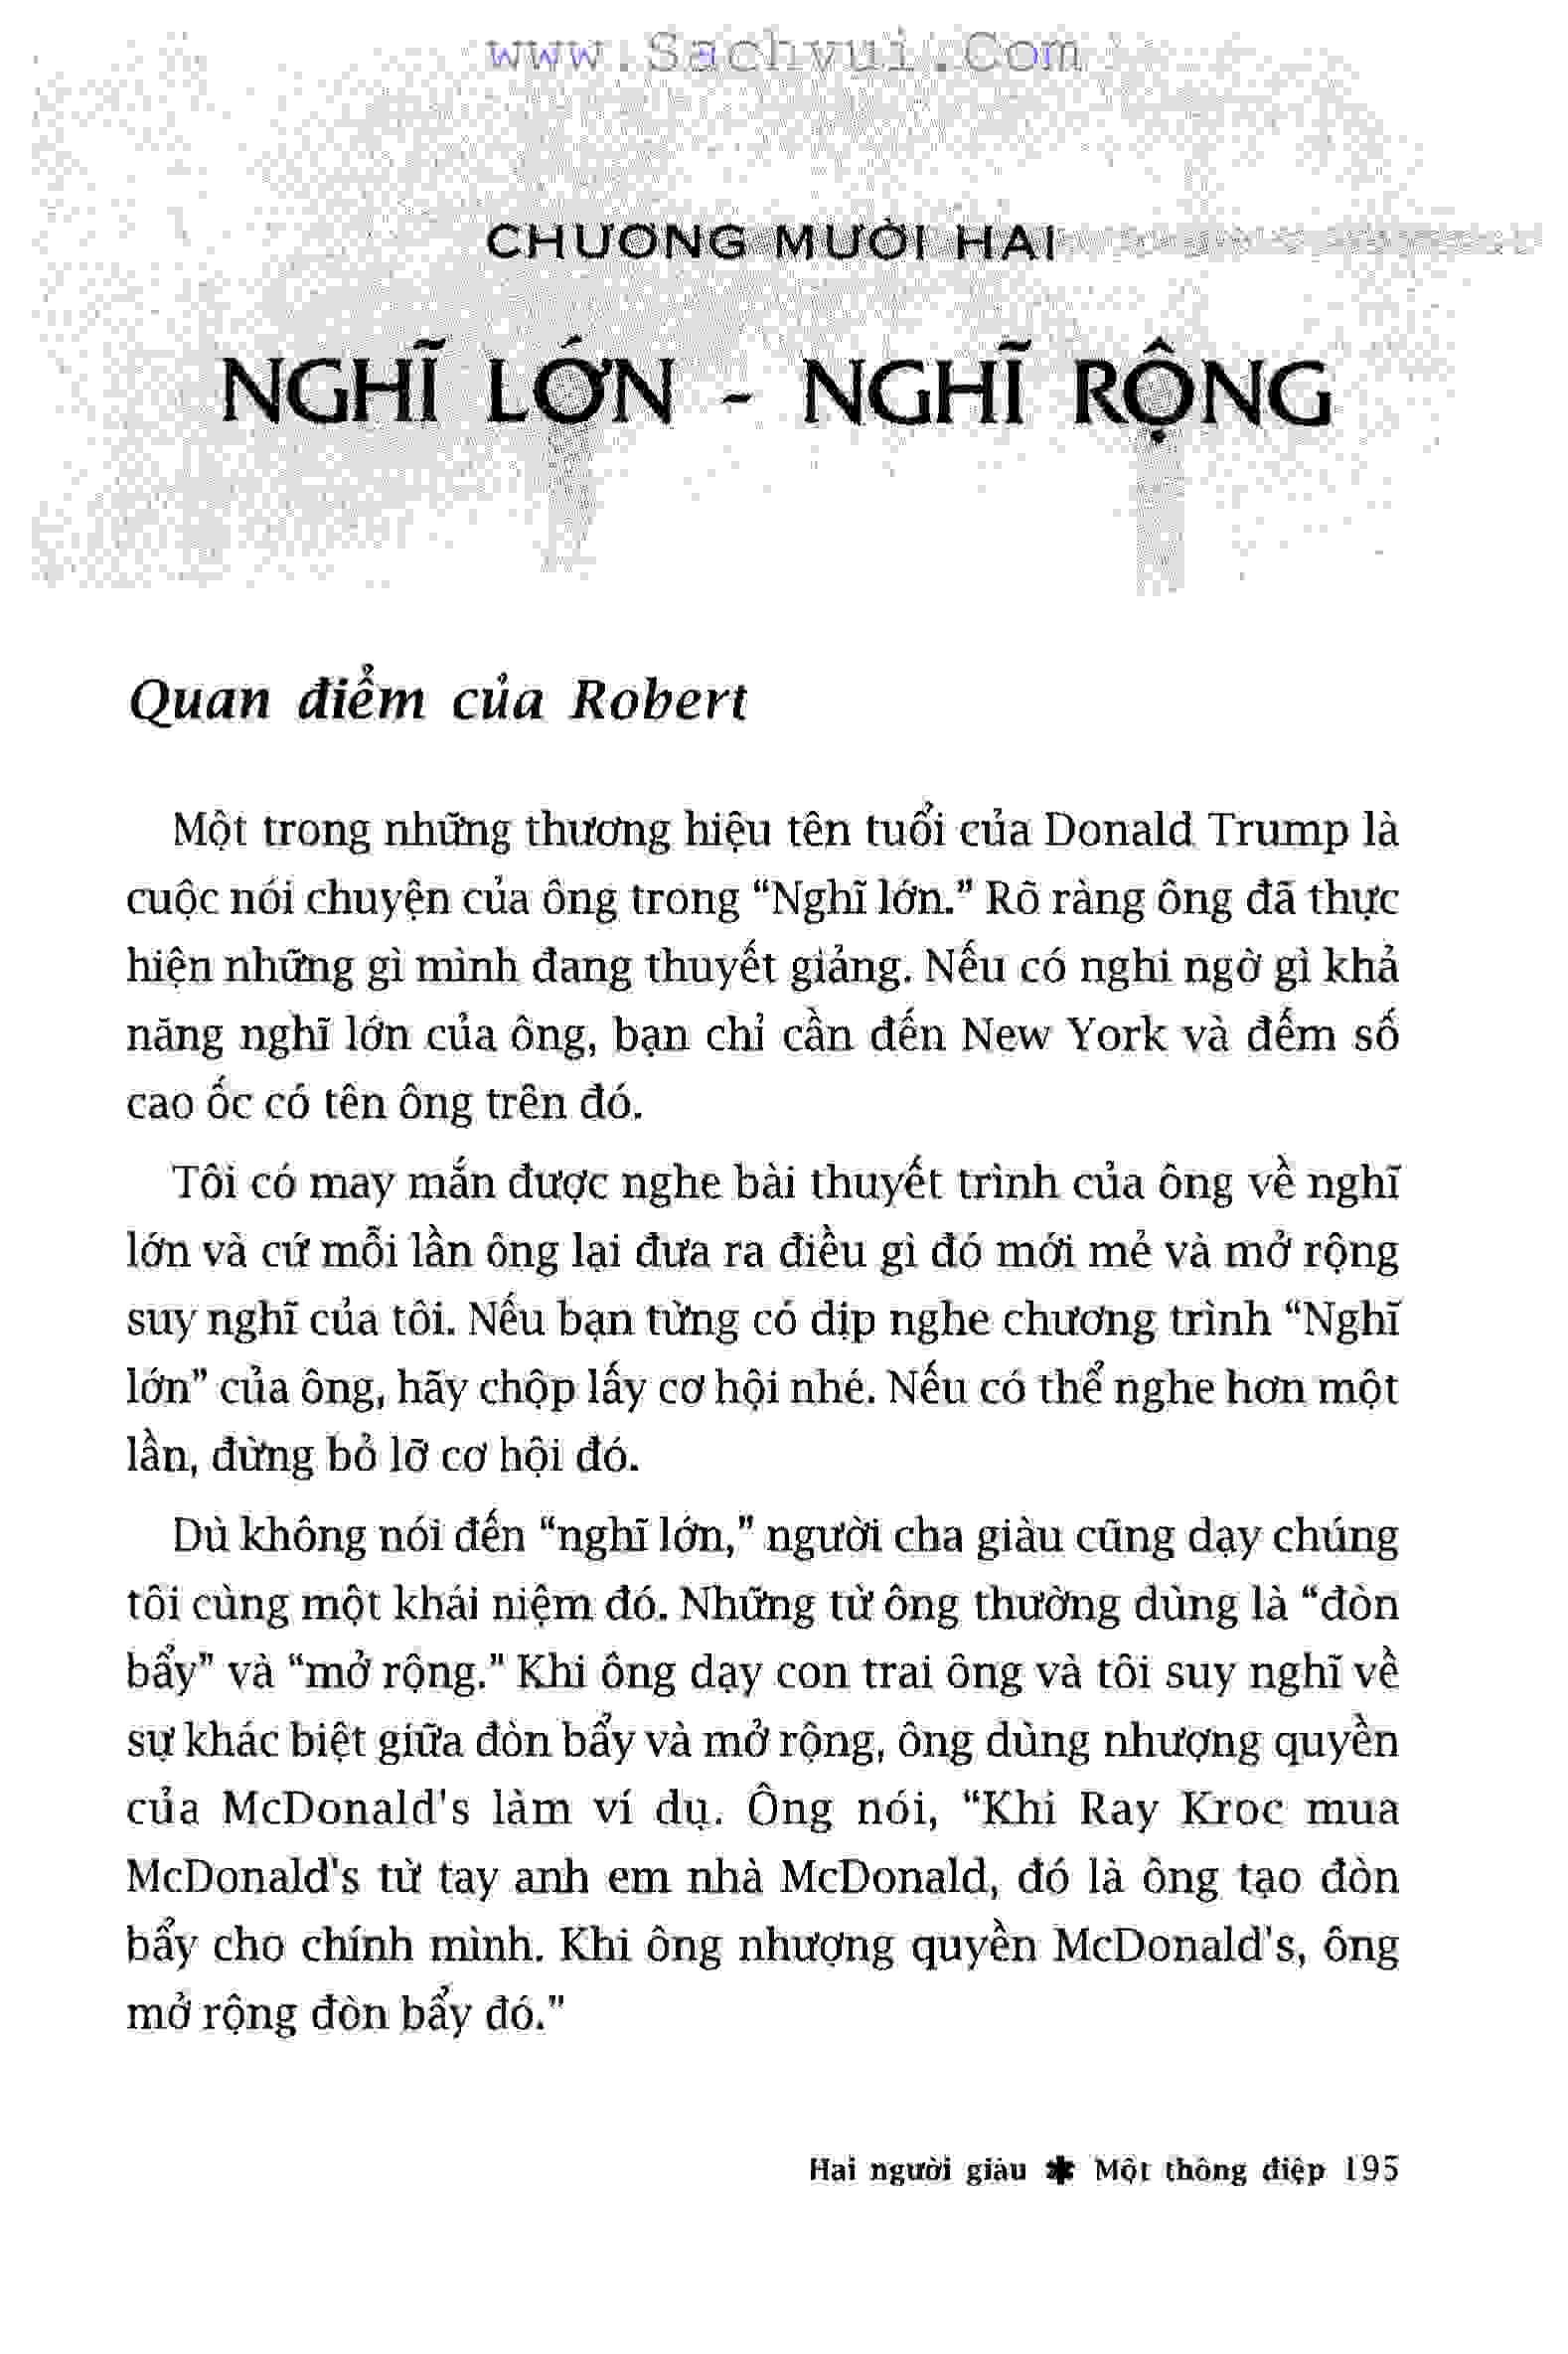 www.Sachvui.Com
CHƯƠNG MƯỜI HAI
NGHĨ LỚN - NGHĨ RỘNG
Quan điểm của Robert
Một trong những thương hiệu tên tuổi của Donald Trump là
cuộc nói chuyện của ông trong “Nghĩ lớn.” Rõ ràng ông đã thực
hiện những gì mình đang thuyết giảng. Nếu có nghi ngờ gì khả
năng nghĩ lớn của ông, bạn chỉ cần đến New York và đếm số
cao ốc có tên ông trên đó.
Tôi có may mắn được nghe bài thuyết trình của ông về nghĩ
lớn và cứ mỗi lần ông lại đưa ra điều gì đó mới mẻ và mở rộng
suy nghĩ của tôi. Nếu bạn từng có dịp nghe chương trình “Nghĩ
lớn” của ông, hãy chộp lấy cơ hội nhé. Nếu có thể nghe hơn một
lần, đừng bỏ lỡ cơ hội đó.
Dù không nói đến “nghĩ lớn,” người cha giàu cũng dạy chúng
tôi cùng một khái niệm đó. Những từ ông thường dùng là “đòn
bẩy” và “mở rộng.” Khi ông dạy con trai ông và tôi suy nghĩ về
sự khác biệt giữa đòn bẩy và mở rộng, ông dùng nhượng quyền
của McDonald's làm ví dụ. Ông nói, “Khi Ray Kroc mua
McDonald's từ tay anh em nhà McDonald, đó là ông tạo đòn
bẩy cho chính mình. Khi ông nhượng quyền McDonald's, ông
mở rộng đòn bẩy đó.”
Hai người giàu ✱ Một thông điệp 195